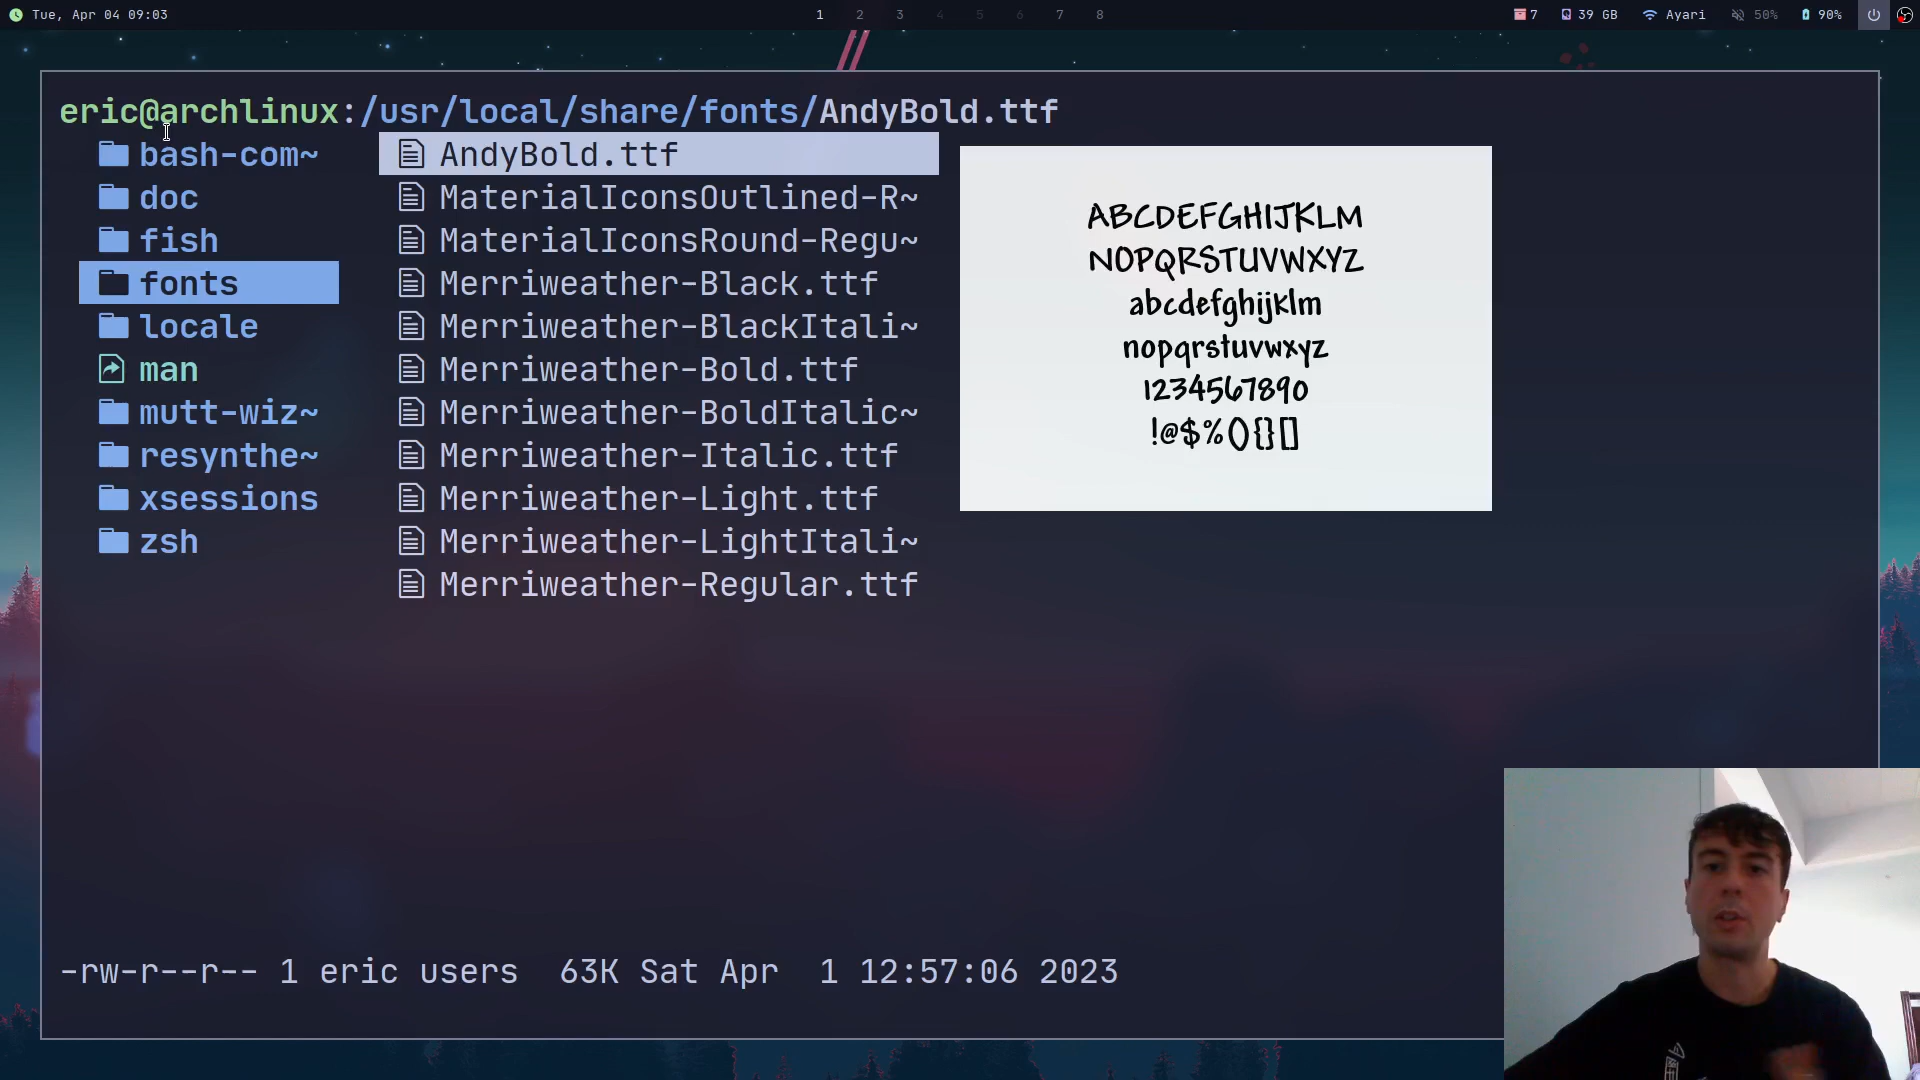 Tue, Apr 04 09:03 1 2 3 4 5 6 7 8 7 39 GB Ayari 50% 90%
eric@archlinux:/usr/local/share/fonts/AndyBold.ttf
bash-com~
doc
fish
fonts
locale
man
mutt-wiz~
resynthe~
xsessions
zsh
AndyBold.ttf
MaterialIconsOutlined-R~
MaterialIconsRound-Regu~
Merriweather-Black.ttf
Merriweather-BlackItali~
Merriweather-Bold.ttf
Merriweather-BoldItalic~
Merriweather-Italic.ttf
Merriweather-Light.ttf
Merriweather-LightItali~
Merriweather-Regular.ttf
ABCDEFGHIJKLM
NOPQRSTUVWXYZ
abcdefghijklm
nopqrstuvwxyz
1234567890
!@$%(){}[]
-rw-r--r-- 1 eric users 63K Sat Apr 1 12:57:06 2023